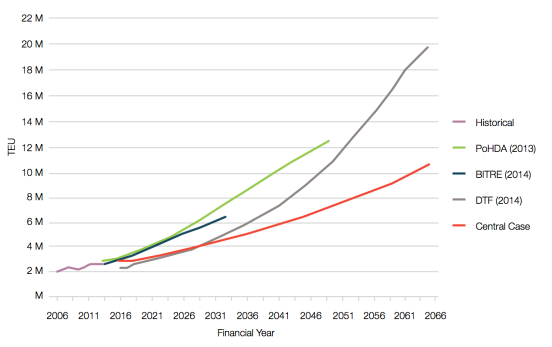 22 M
20 M
18 M
16 M
14 M
12 M
10 M
8 M
6 M
4 M
2 M
M
TEU
2006 2011 2016 2021 2026 2031 2036 2041 2046 2051 2056 2061 2066
Financial Year
Historical
PoHDA (2013)
BITRE (2014)
DTF (2014)
Central Case